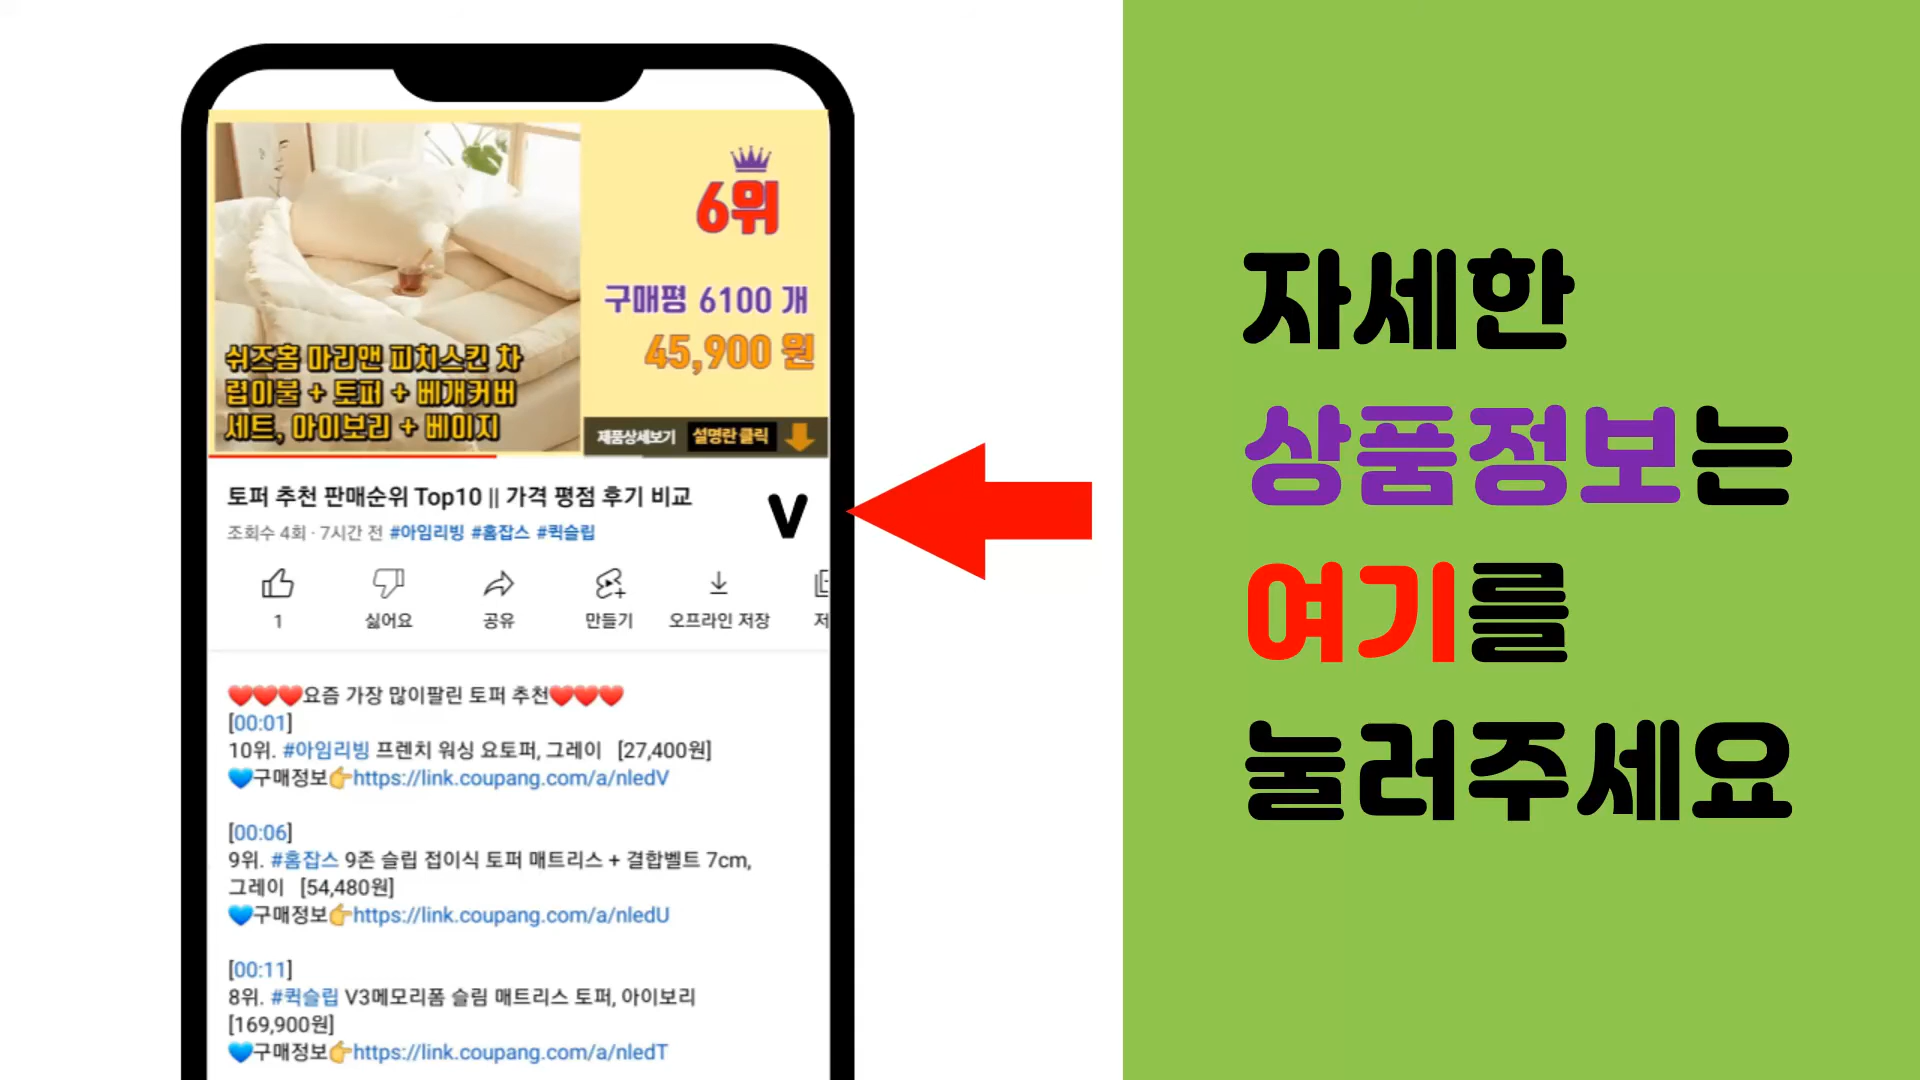 6위
구매평 6100 개
45,900 원
쉬즈홈 마리앤 피치스킨 차
렵이불 + 토퍼 + 베개커버
세트, 아이보리 + 베이지
제품상세보기 설명란 클릭
토퍼 추천 판매순위 Top10 || 가격 평점 후기 비교
V
조회수 4회 · 7시간 전 #아임리빙 #홈잡스 #퀵슬립
1 싫어요 공유 만들기 오프라인 저장 저
❤❤❤요즘 가장 많이팔린 토퍼 추천❤❤❤
[00:01]
10위. #아임리빙 프렌치 워싱 요토퍼, 그레이 [27,400원]
💙구매정보👉https://link.coupang.com/a/nledV
[00:06]
9위. #홈잡스 9존 슬립 접이식 토퍼 매트리스 + 결합벨트 7cm,
그레이 [54,480원]
💙구매정보👉https://link.coupang.com/a/nledU
[00:11]
8위. #퀵슬립 V3메모리폼 슬림 매트리스 토퍼, 아이보리
[169,900원]
💙구매정보👉https://link.coupang.com/a/nledT
자세한
상품정보는
여기를
눌러주세요